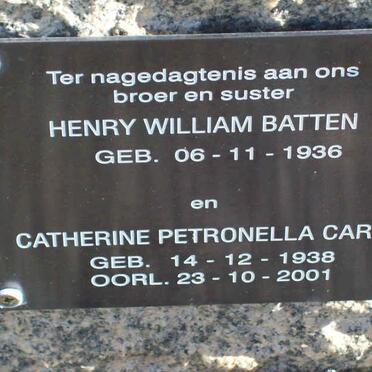 Ter nagedagtenis aan ons
broer en suster
HENRY WILLIAM BATTEN
GEB. 06 - 11 - 1936
en
CATHERINE PETRONELLA CAR
GEB. 14 - 12 - 1938
OORL. 23 - 10 - 2001